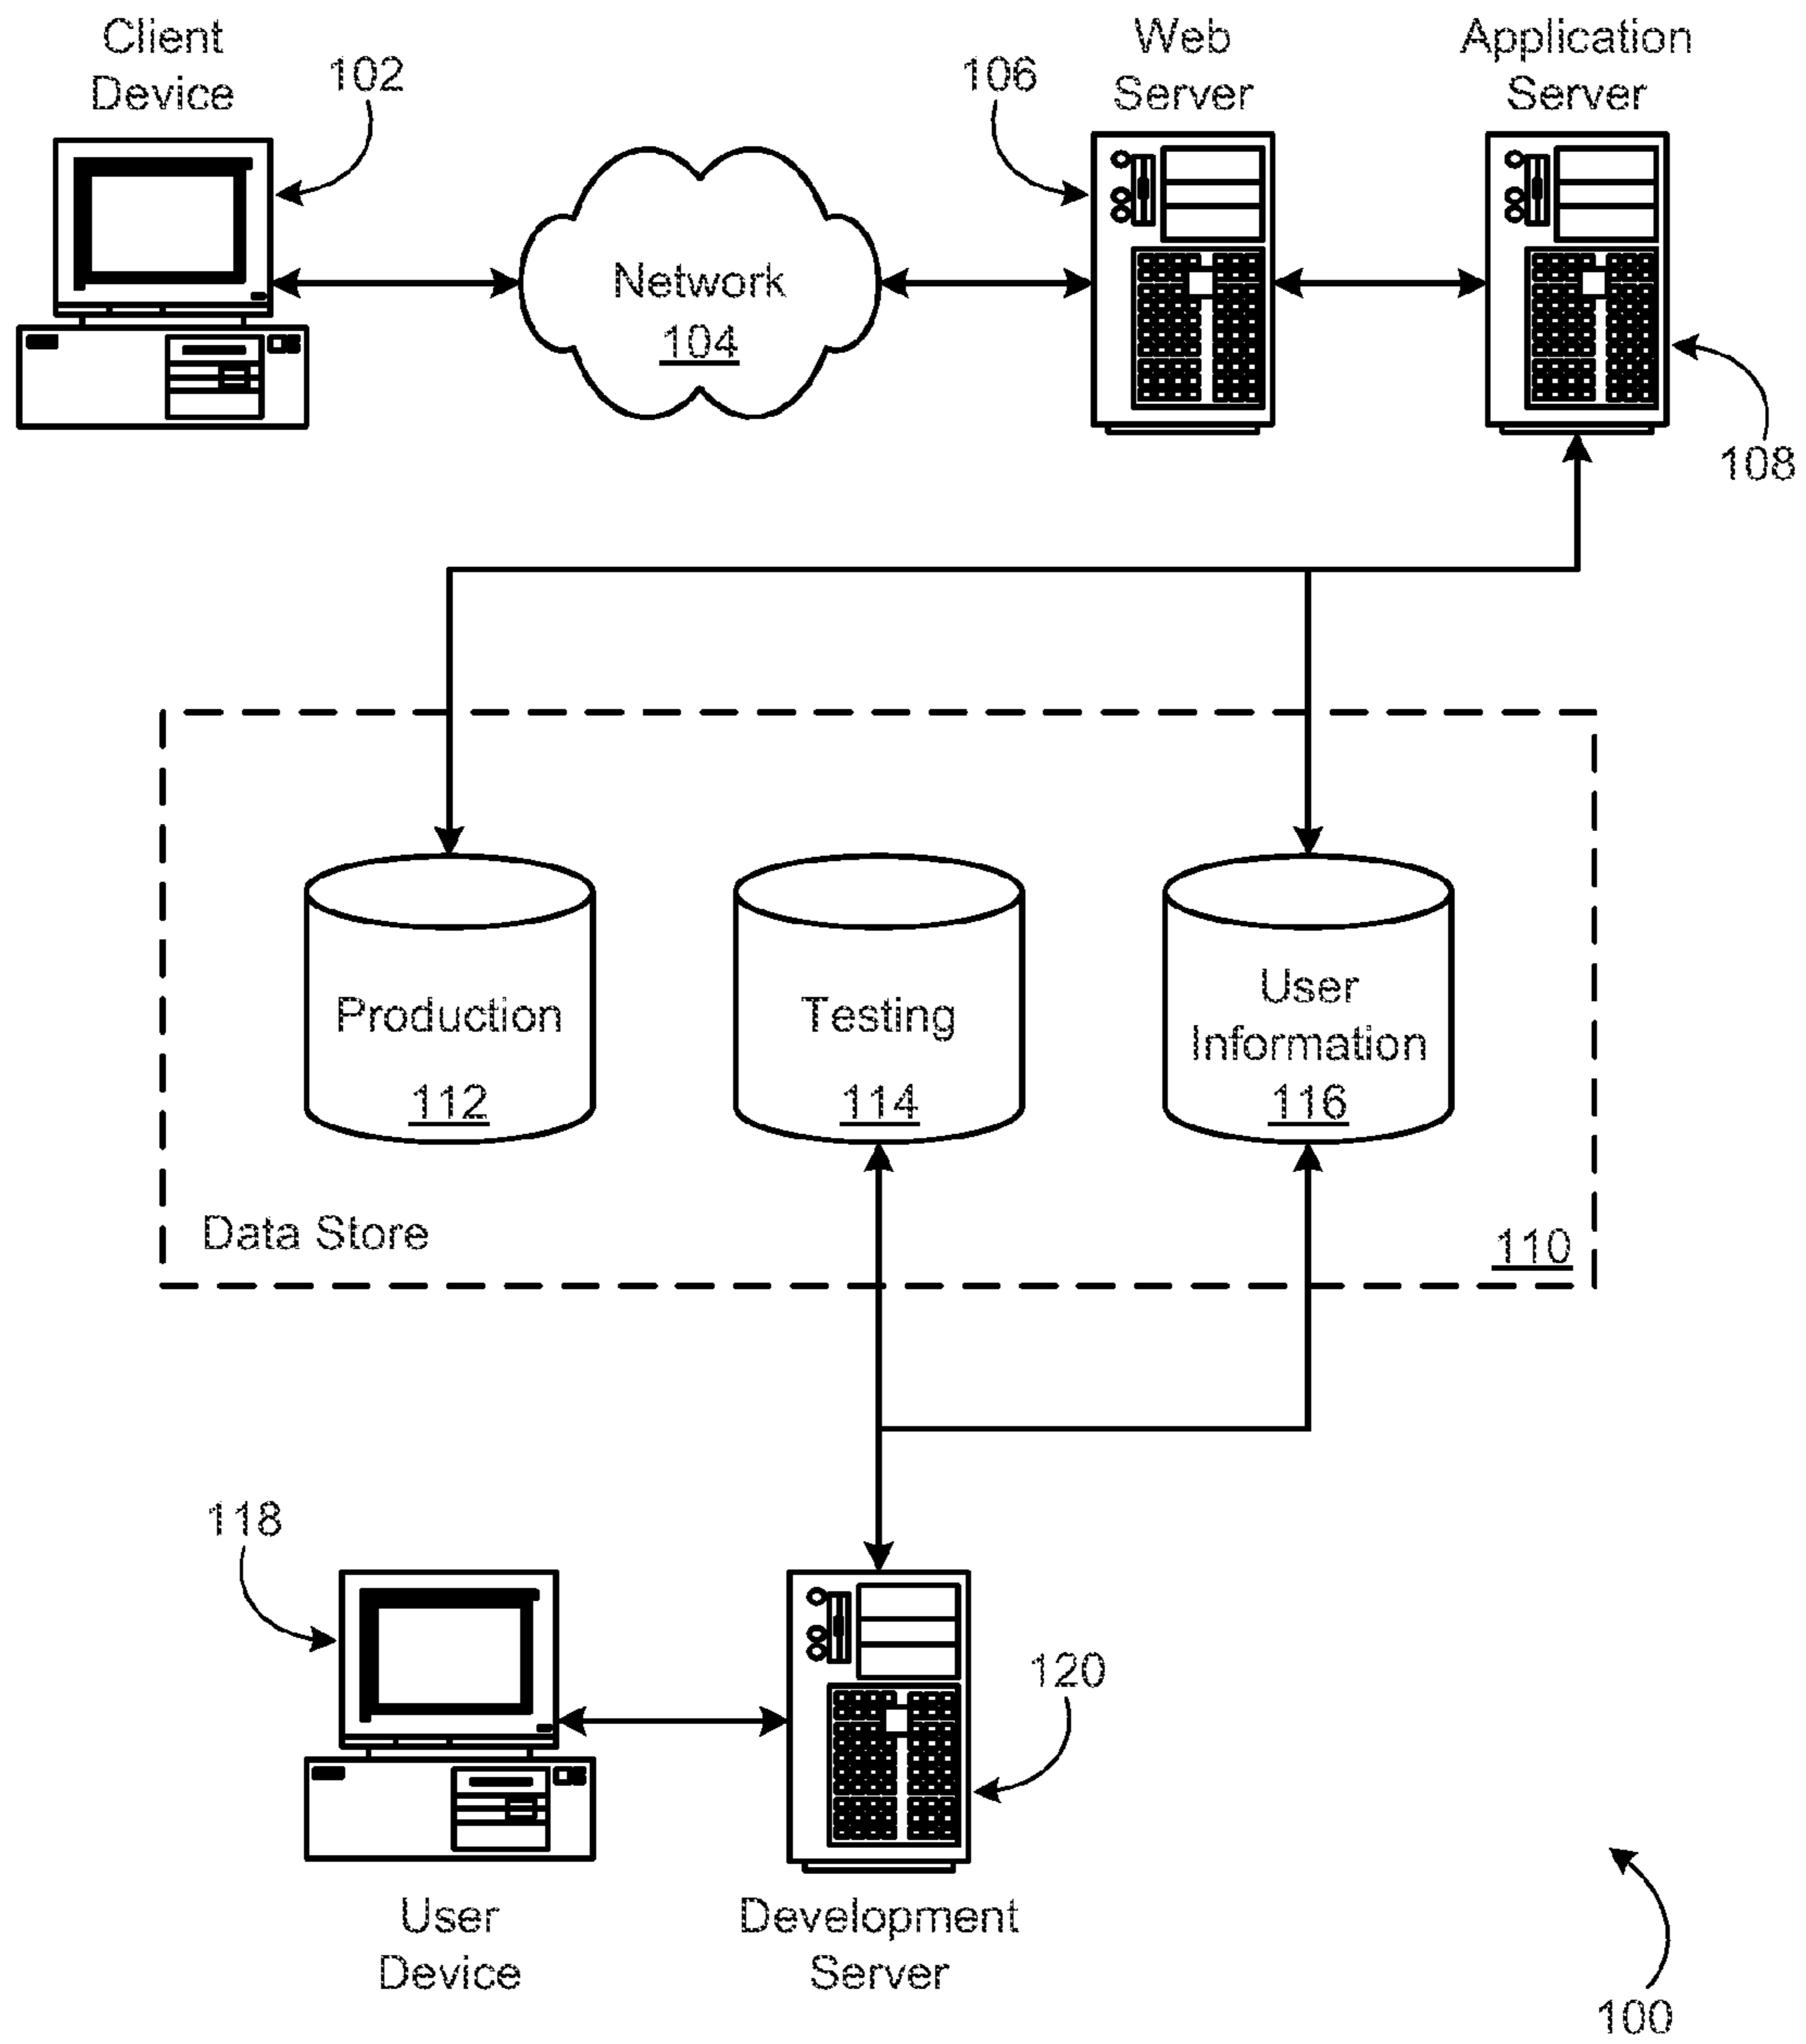 Client
Device
102
106
Web
Server
Application
Server
Network
104
108
Production
112
Testing
114
User
Information
116
Data Store
110
118
120
User
Device
Development
Server
100